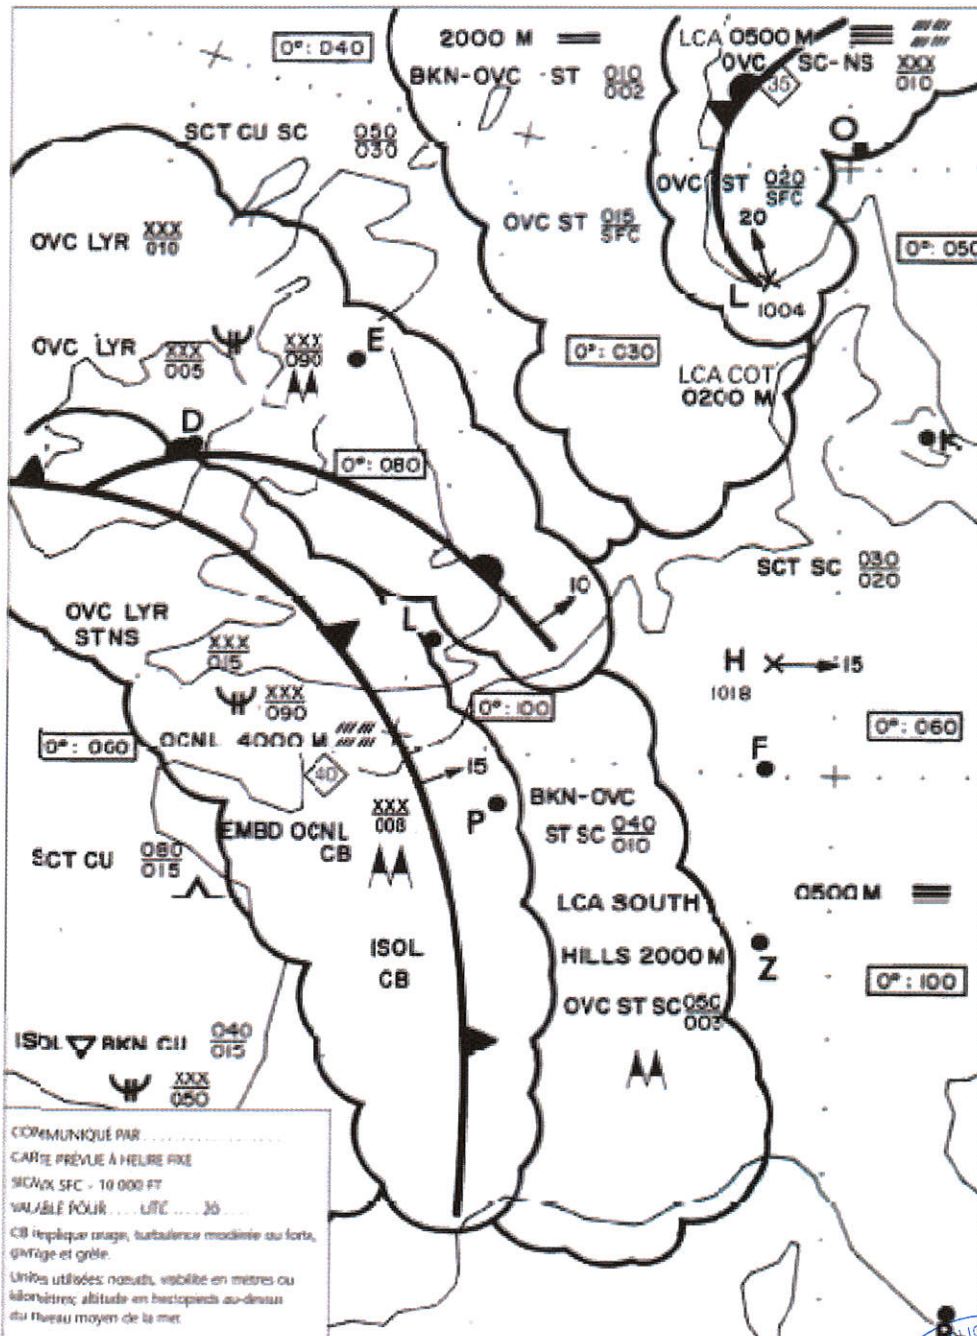 0°: 040
2000 M
LCA 0500 M
BKN-OVC ST 010
002
OVC SC-NS XXX
010
35
SCT CU SC 050
030
O
OVC ST 020
SFC
OVC LYR XXX
010
OVC ST 015
SFC
20
0°: 050
L 1004
OVC LYR XXX
005
XXX
090
E
0°: 030
LCA COT
0200 M
D
K
0°: 080
SCT SC 030
020
10
OVC LYR
STNS
XXX
015
L
H 15
1018
XXX
090
0°: 100
0°: 060
0°: 060
OCNL 4000 M
40
15
F
BKN-OVC
ST SC 040
010
P
XXX
008
EMBD OCNL
CB
SCT CU 080
015
0500 M
LCA SOUTH
HILLS 2000 M
Z
ISOL
CB
0°: 100
OVC ST SC 050
003
ISOL BKN CU 040
015
XXX
050
COMMUNIQUÉ PAR ....................
CARTE PRÉVUE À HEURE FIXE
SIGWX SFC - 10 000 FT
VALABLE POUR ..... UTC .... 20 ....
CB implique orage, turbulence modérée ou forte,
givrage et grêle.
Unités utilisées: nœuds, visibilité en mètres ou
kilomètres; altitude en hectopieds au-dessus
du niveau moyen de la mer.